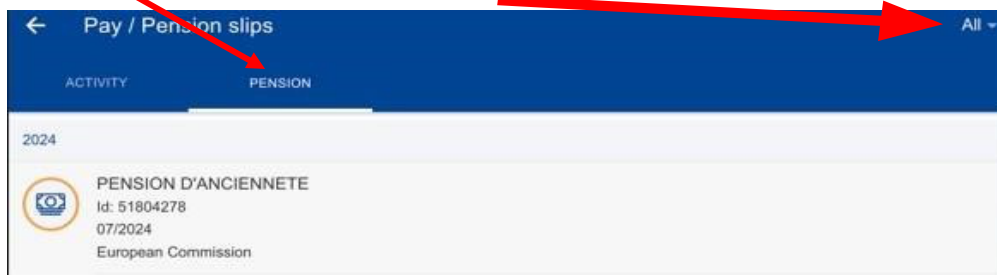 Pay / Pension slips
All
ACTIVITY
PENSION
2024
PENSION D'ANCIENNETE
Id: 51804278
07/2024
European Commission